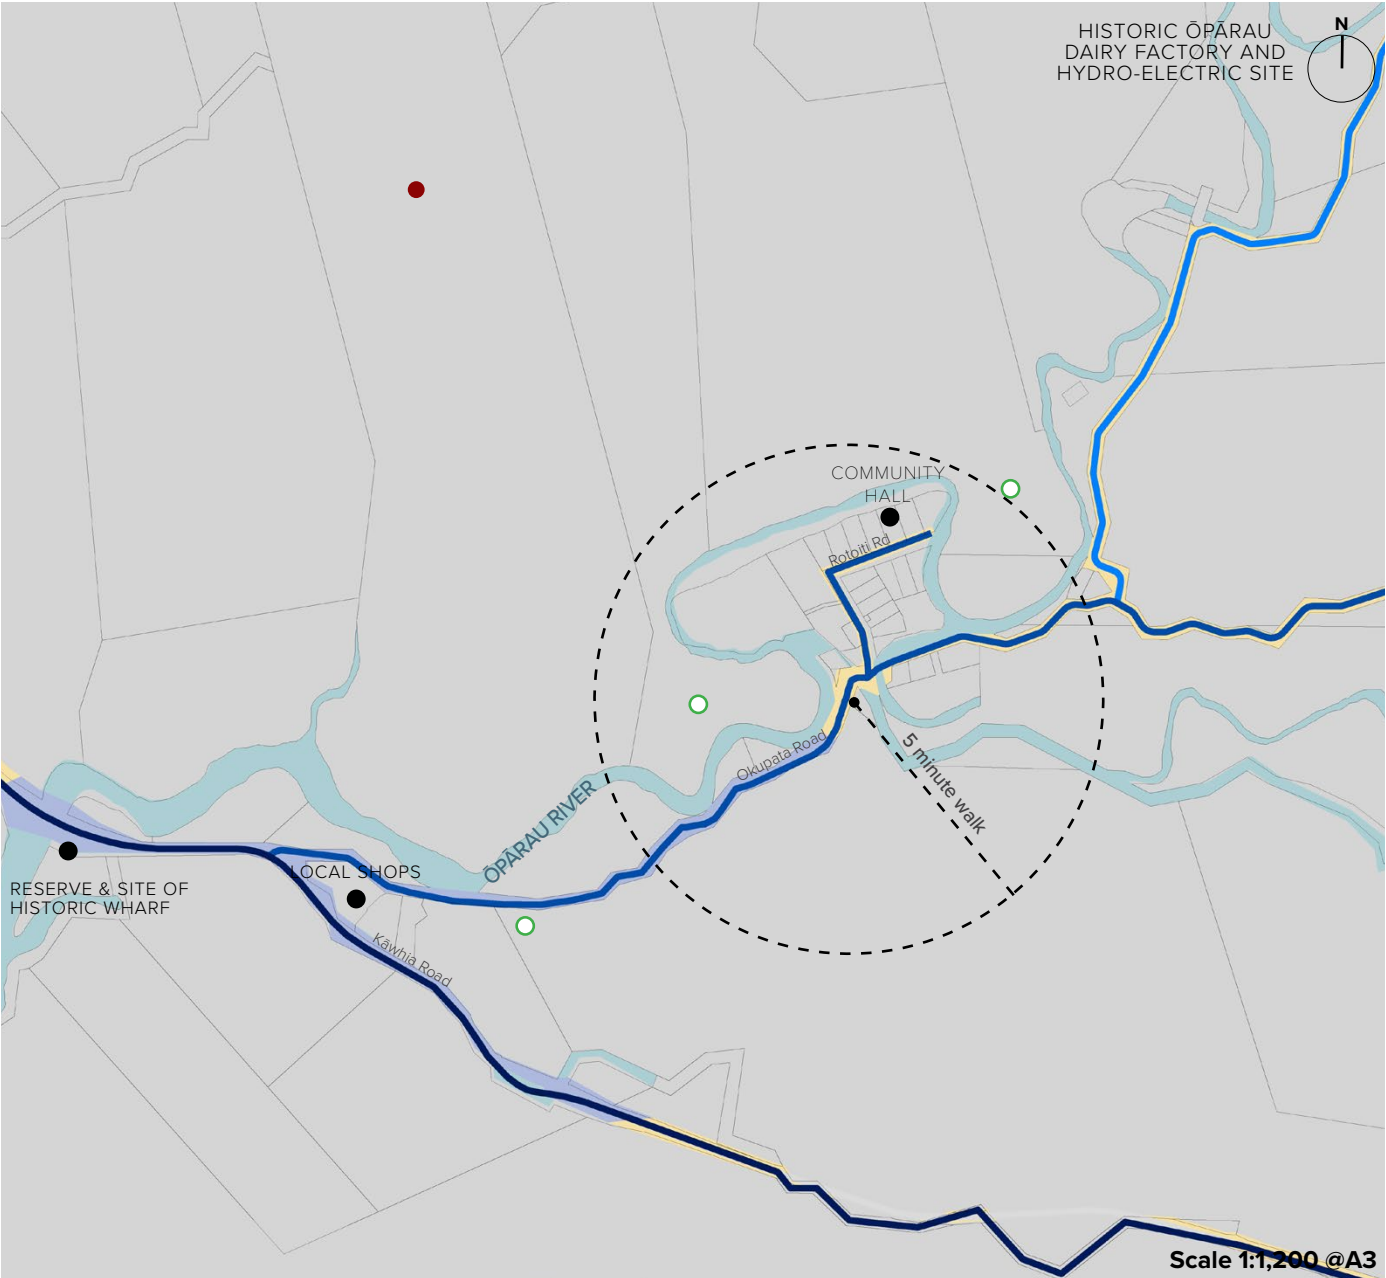 HISTORIC ŌPĀRAU
DAIRY FACTORY AND
HYDRO-ELECTRIC SITE
N
COMMUNITY
HALL
Rotoiti Rd
Okupata Road
5 minute walk
ŌPĀRAU RIVER
LOCAL SHOPS
RESERVE & SITE OF
HISTORIC WHARF
Kāwhia Road
Scale 1:1,200 @A3